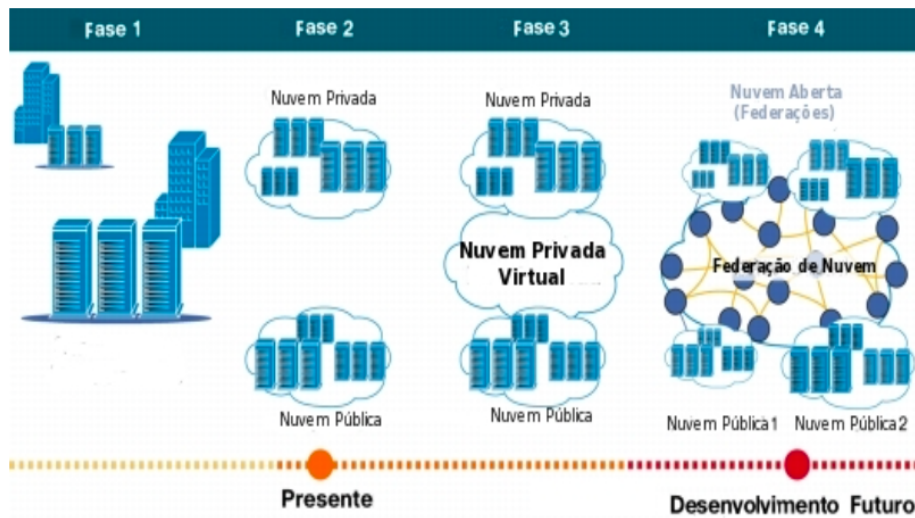 Fase 1
Fase 2
Fase 3
Fase 4
Nuvem Privada
Nuvem Privada
Nuvem Aberta
(Federações)
Nuvem Privada
Virtual
Federação de Nuvem
Nuvem Pública
Nuvem Pública
Nuvem Pública 1
Nuvem Pública 2
Presente
Desenvolvimento Futuro